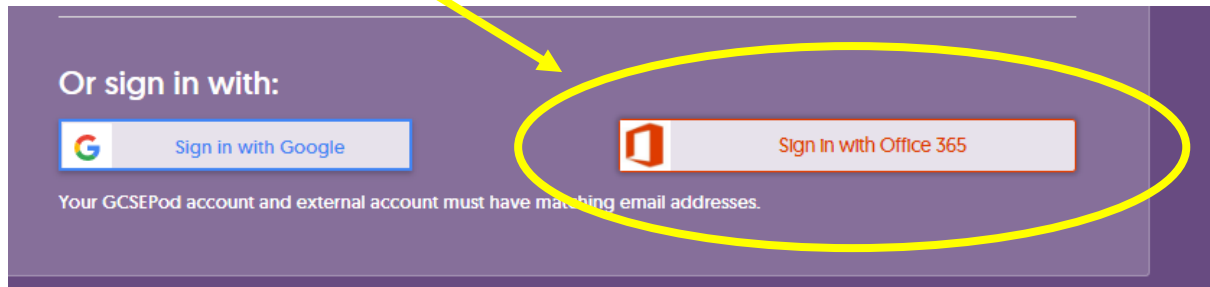 Or sign in with:
Sign in with Google
Sign in with Office 365
Your GCSEPod account and external account must have matching email addresses.